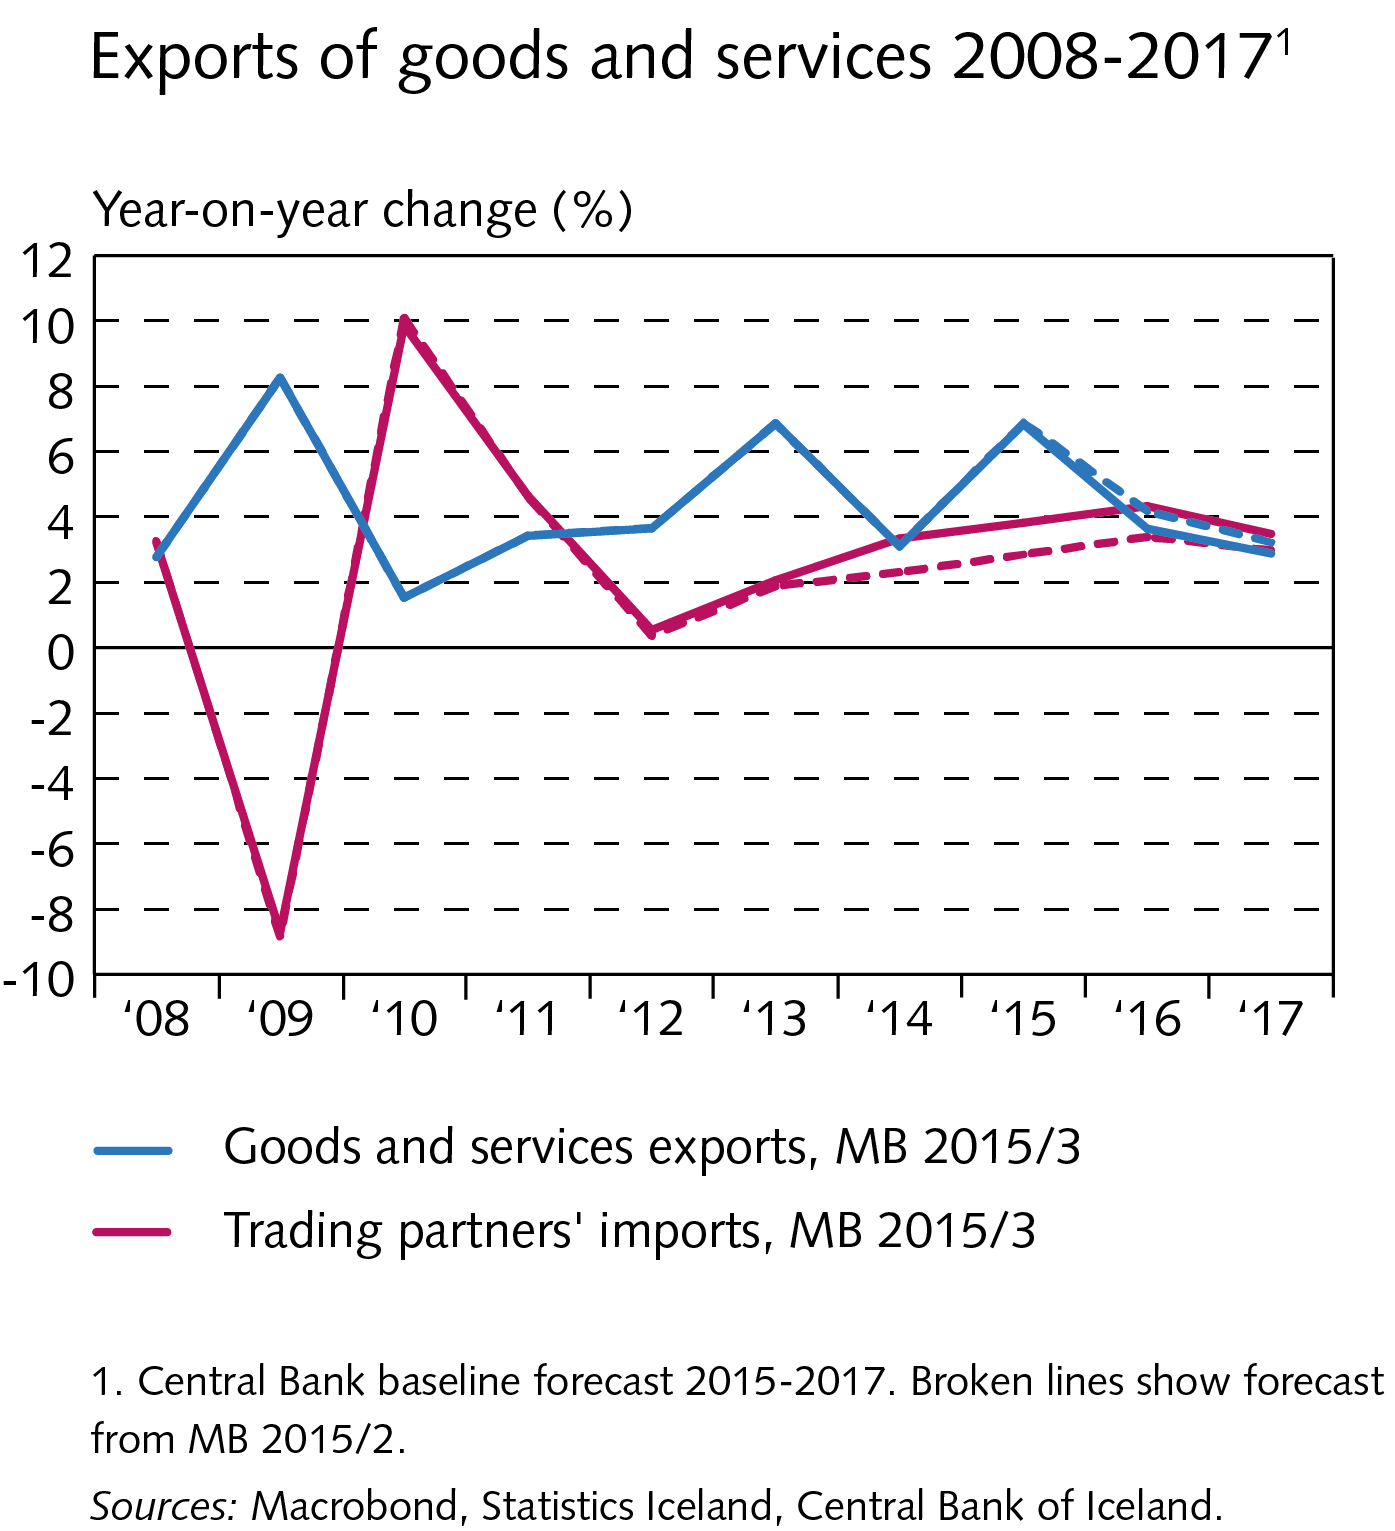 Exports of goods and services 2008-2017¹
Year-on-year change (%)
12
10
8
6
4
2
0
-2
-4
-6
-8
-10
‘08 ‘09 ‘10 ‘11 ‘12 ‘13 ‘14 ‘15 ‘16 ‘17
Goods and services exports, MB 2015/3
Trading partners' imports, MB 2015/3
1. Central Bank baseline forecast 2015-2017. Broken lines show forecast
from MB 2015/2.
Sources: Macrobond, Statistics Iceland, Central Bank of Iceland.